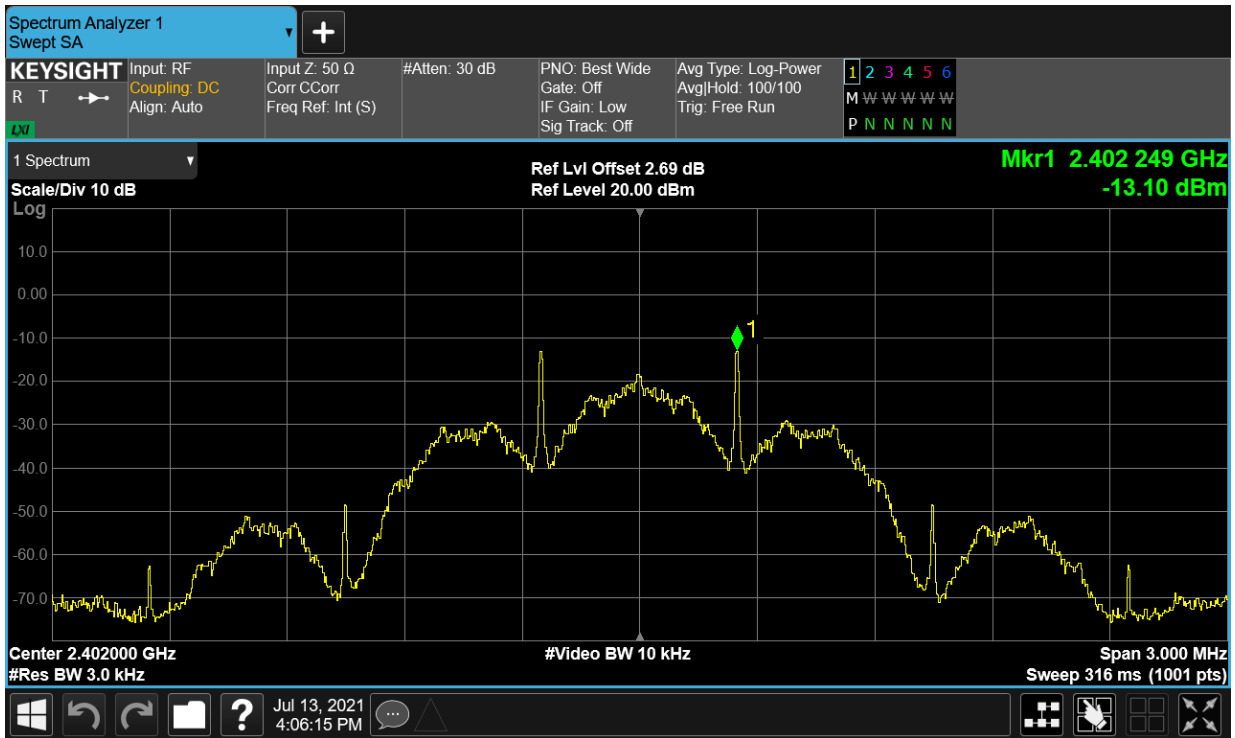 Spectrum Analyzer 1
Swept SA
+
KEYSIGHT
R T
LXI
Input: RF
Coupling: DC
Align: Auto
Input Z: 50 Ω
Corr CCorr
Freq Ref: Int (S)
#Atten: 30 dB
PNO: Best Wide
Gate: Off
IF Gain: Low
Sig Track: Off
Avg Type: Log-Power
Avg|Hold: 100/100
Trig: Free Run
1 2 3 4 5 6
M W W W W W
P N N N N N
1 Spectrum
Scale/Div 10 dB
Ref Lvl Offset 2.69 dB
Ref Level 20.00 dBm
Mkr1 2.402 249 GHz
-13.10 dBm
Log
10.0
0.00
-10.0
-20.0
-30.0
-40.0
-50.0
-60.0
-70.0
1
Center 2.402000 GHz
#Res BW 3.0 kHz
#Video BW 10 kHz
Span 3.000 MHz
Sweep 316 ms (1001 pts)
?
Jul 13, 2021
4:06:15 PM